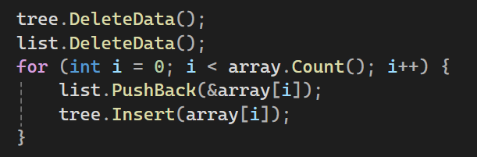 tree.DeleteData();
list.DeleteData();
for (int i = 0; i < array.Count(); i++) {
    list.PushBack(&array[i]);
    tree.Insert(array[i]);
}